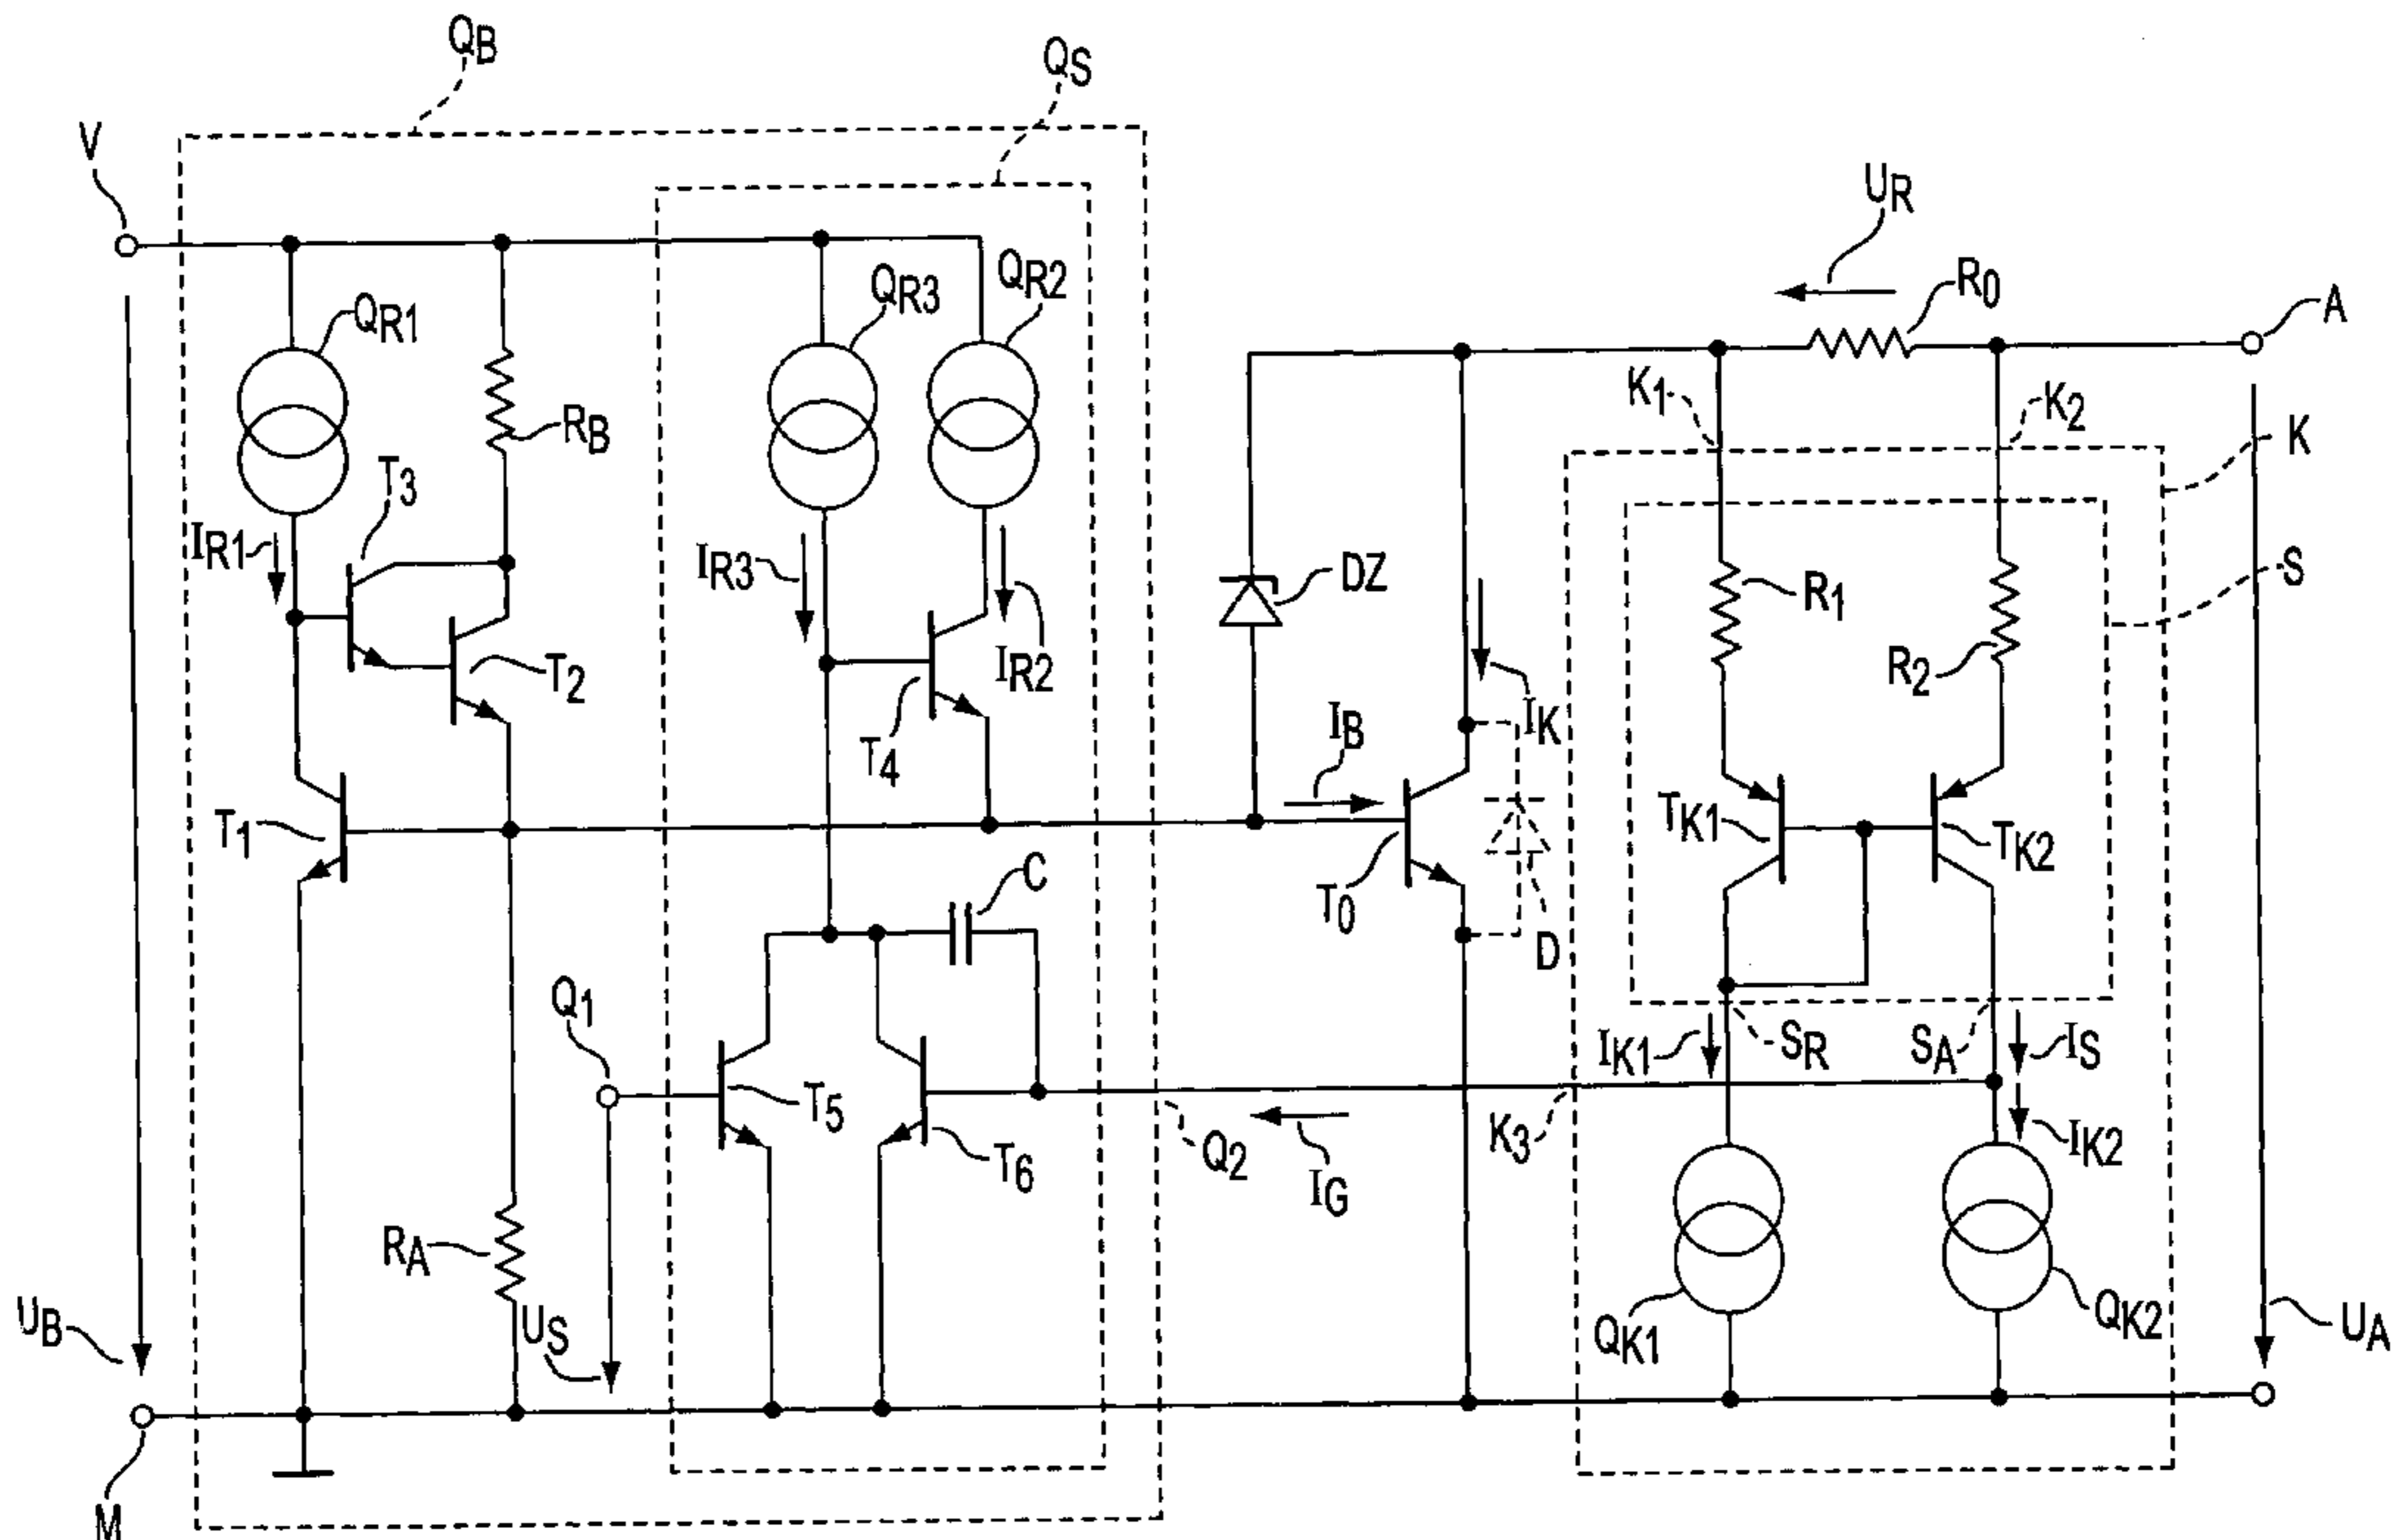 QB
QS
V
UR
QR1
QR3
QR2
R0
A
K1
K2
K
RB
T3
S
IR1
IR3
DZ
R1
T2
IR2
R2
T4
IB
IK
T1
TK1
TK2
C
T0
D
Q1
IK1
SR
SA
IS
T5
K3
IK2
T6
Q2
IG
RA
UB
US
QK1
QK2
UA
M